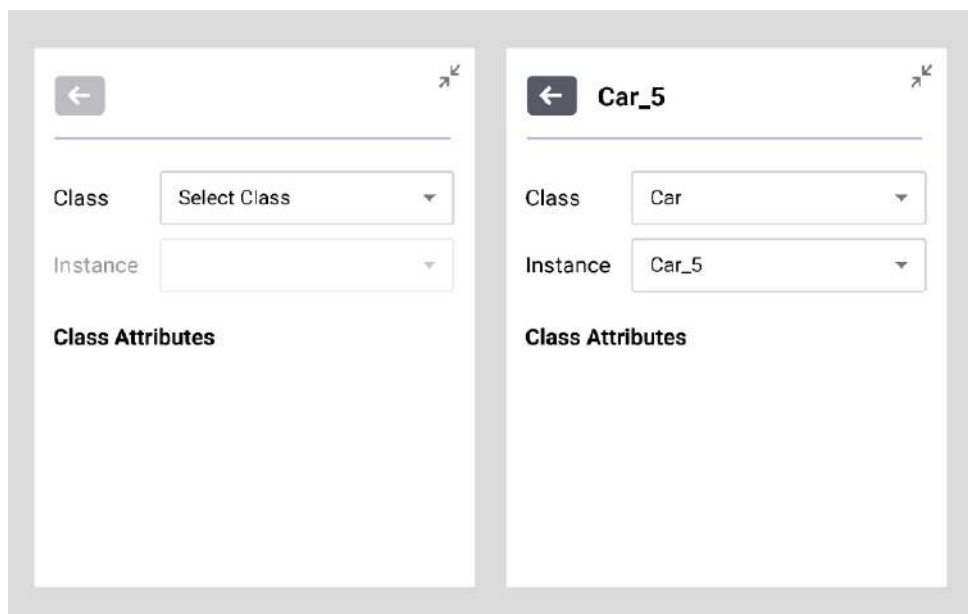 Class
Select Class
Instance
Class Attributes
Car_5
Class
Car
Instance
Car_5
Class Attributes